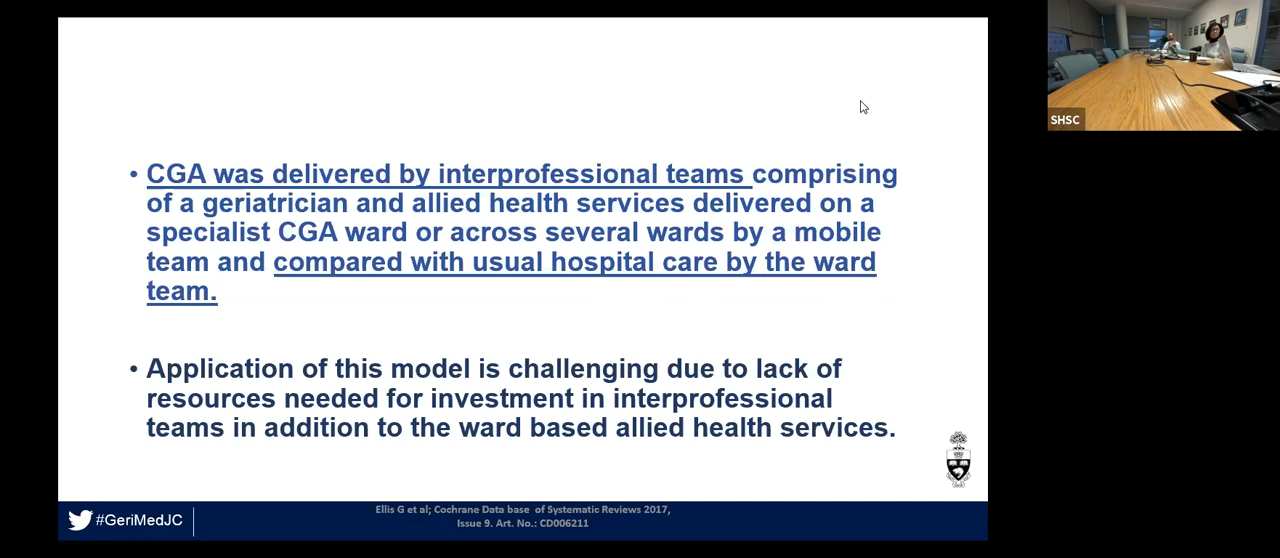 • CGA was delivered by interprofessional teams comprising
of a geriatrician and allied health services delivered on a
specialist CGA ward or across several wards by a mobile
team and compared with usual hospital care by the ward
team.
• Application of this model is challenging due to lack of
resources needed for investment in interprofessional
teams in addition to the ward based allied health services.
#GeriMedJC
Ellis G et al; Cochrane Data base of Systematic Reviews 2017,
Issue 9. Art. No.: CD006211
SHSC